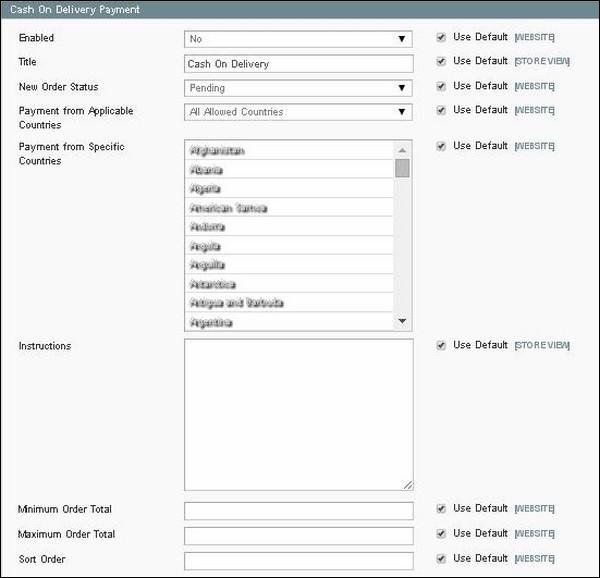 Cash On Delivery Payment
Enabled No Use Default [WEBSITE]
Title Cash On Delivery Use Default [STORE VIEW]
New Order Status Pending Use Default [WEBSITE]
Payment from Applicable Countries All Allowed Countries Use Default [WEBSITE]
Payment from Specific Countries Use Default [WEBSITE]
Afghanistan
Albania
Algeria
American Samoa
Andorra
Angola
Anguilla
Antarctica
Antigua and Barbuda
Argentina
Instructions Use Default [STORE VIEW]
Minimum Order Total Use Default [WEBSITE]
Maximum Order Total Use Default [WEBSITE]
Sort Order Use Default [WEBSITE]